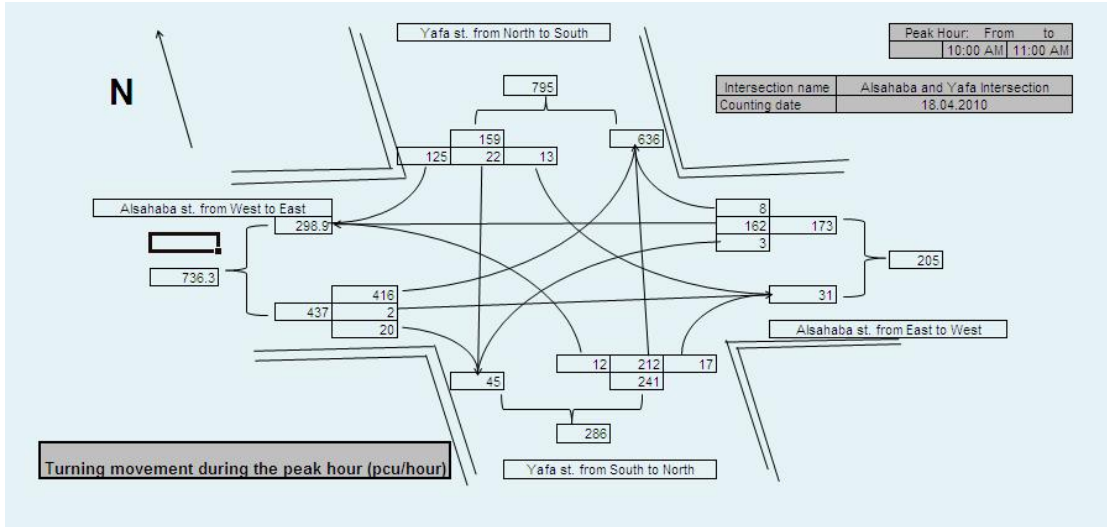 Yafa st. from North to South
Peak Hour: From to
10:00 AM 11:00 AM
N
795
Intersection name Alsahaba and Yafa Intersection
Counting date 18.04.2010
159
636
125 22 13
Alsahaba st. from West to East
8
298.9
162 173
3
205
736.3
416
31
437 2
20
Alsahaba st. from East to West
12 212 17
45
241
286
Turning movement during the peak hour (pcu/hour)
Yafa st. from South to North